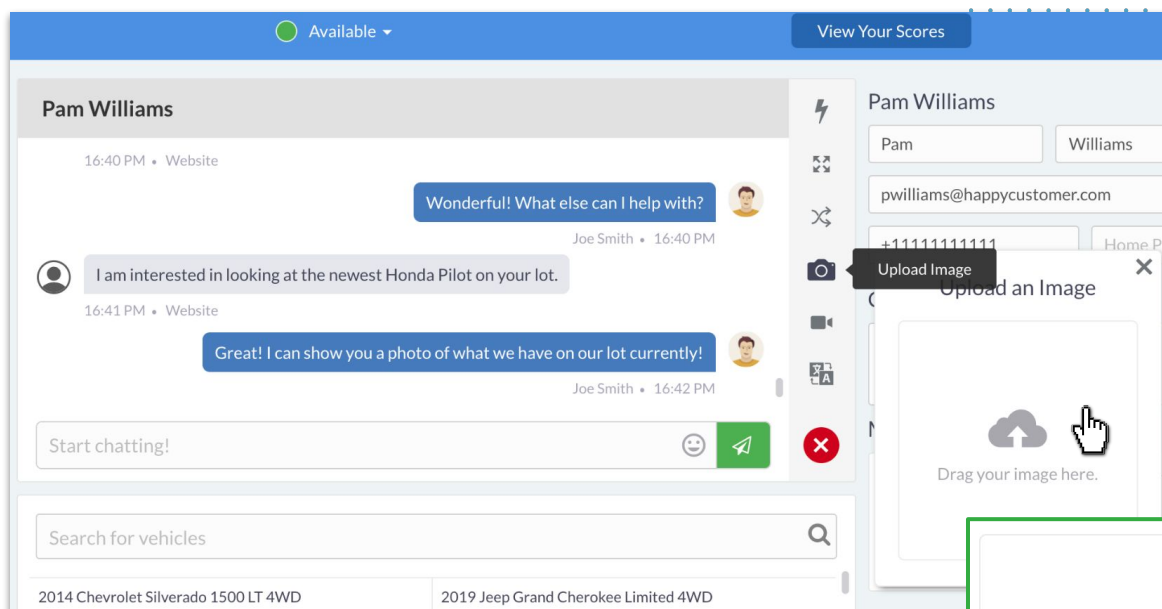 Available
View Your Scores
Pam Williams
16:40 PM • Website
Wonderful! What else can I help with?
Joe Smith • 16:40 PM
I am interested in looking at the newest Honda Pilot on your lot.
16:41 PM • Website
Great! I can show you a photo of what we have on our lot currently!
Joe Smith • 16:42 PM
Start chatting!
Search for vehicles
2014 Chevrolet Silverado 1500 LT 4WD
2019 Jeep Grand Cherokee Limited 4WD
Pam Williams
Pam
Williams
pwilliams@happycustomer.com
+11111111111
Home
Upload Image
Upload an Image
Drag your image here.